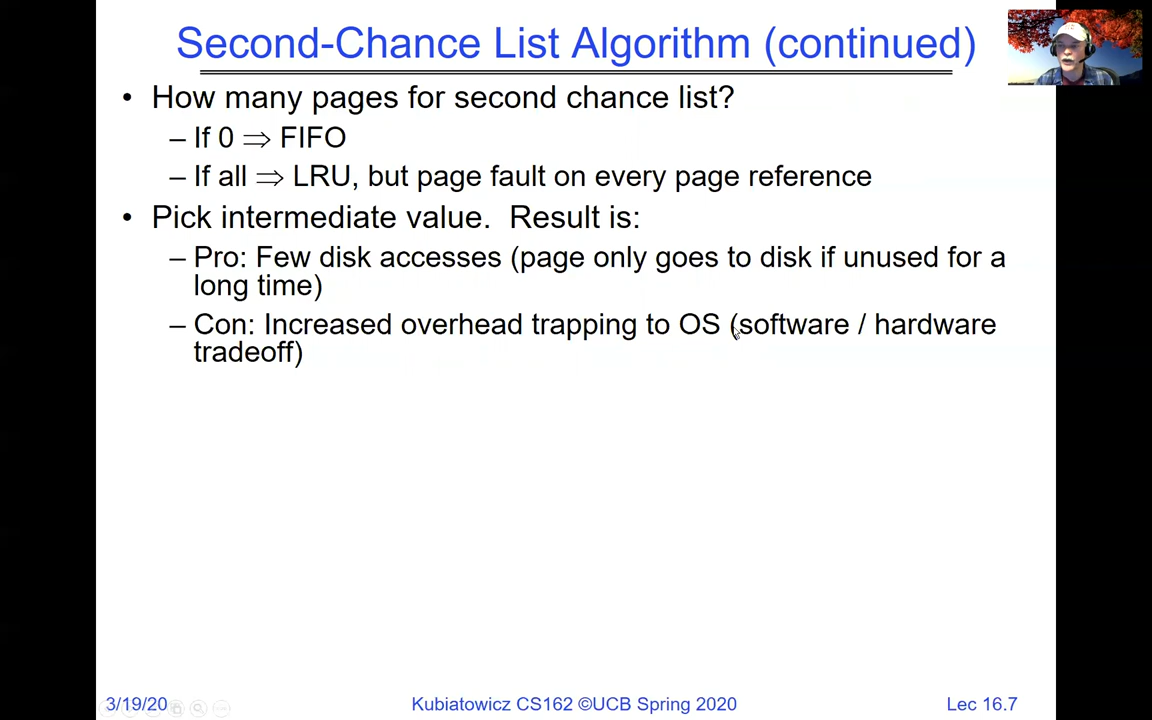 Second-Chance List Algorithm (continued)
• How many pages for second chance list?
– If 0 ⇒ FIFO
– If all ⇒ LRU, but page fault on every page reference
• Pick intermediate value.  Result is:
– Pro: Few disk accesses (page only goes to disk if unused for a
long time)
– Con: Increased overhead trapping to OS (software / hardware
tradeoff)
3/19/20
Kubiatowicz CS162 ©UCB Spring 2020
Lec 16.7